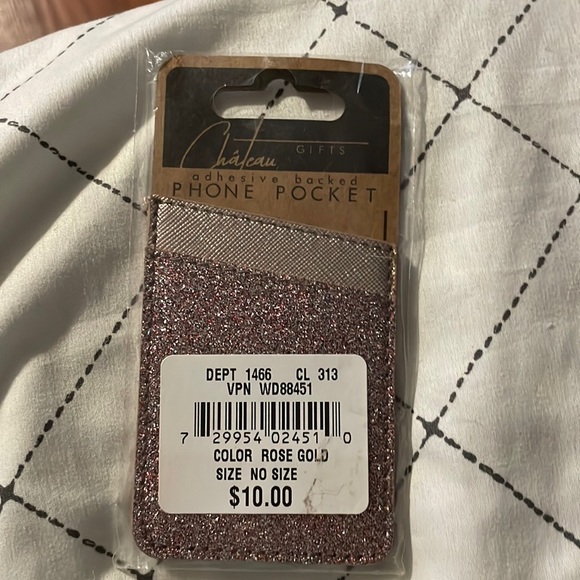 Château
GIFTS
adhesive backed
PHONE POCKET
DEPT 1466 CL 313
VPN WD88451
7 29954 02451 0
COLOR ROSE GOLD
SIZE NO SIZE
$10.00